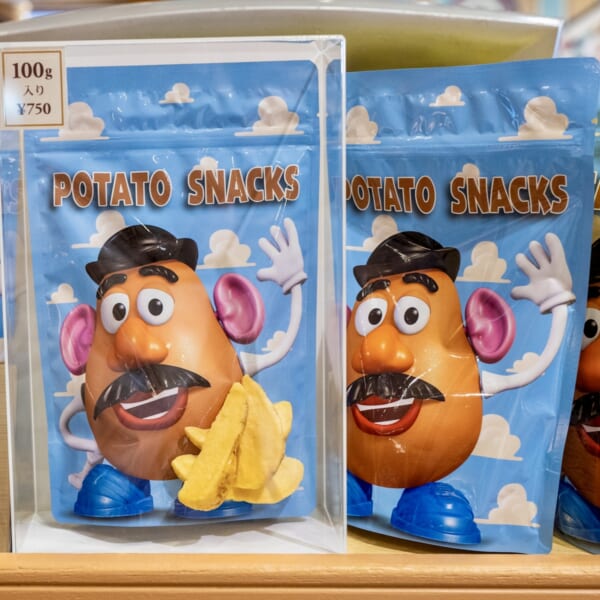 100g
入り
¥750
POTATO SNACKS
POTATO SNACKS